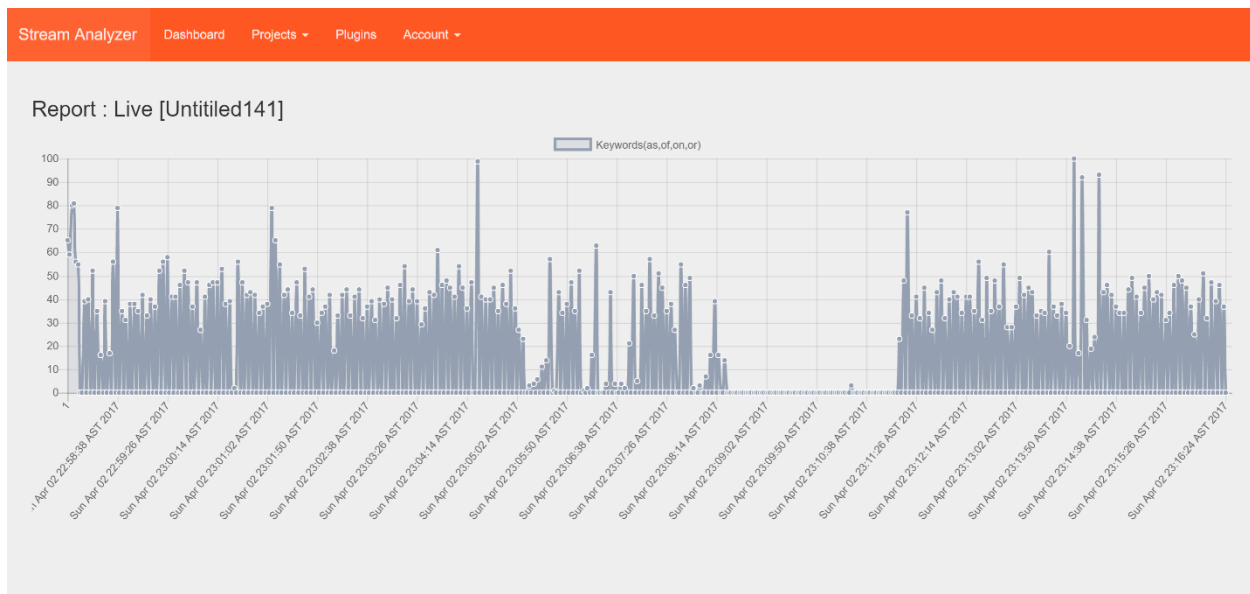 Stream Analyzer Dashboard Projects Plugins Account
Report : Live [Untitiled141]
Keywords(as,of,on,or)
100
90
80
70
60
50
40
30
20
10
0
1
Apr 02 22:58:38 AST 2017
Sun Apr 02 22:59:26 AST 2017
Sun Apr 02 23:00:14 AST 2017
Sun Apr 02 23:01:02 AST 2017
Sun Apr 02 23:01:50 AST 2017
Sun Apr 02 23:02:38 AST 2017
Sun Apr 02 23:03:26 AST 2017
Sun Apr 02 23:04:14 AST 2017
Sun Apr 02 23:05:02 AST 2017
Sun Apr 02 23:05:50 AST 2017
Sun Apr 02 23:06:38 AST 2017
Sun Apr 02 23:07:26 AST 2017
Sun Apr 02 23:08:14 AST 2017
Sun Apr 02 23:09:02 AST 2017
Sun Apr 02 23:09:50 AST 2017
Sun Apr 02 23:10:38 AST 2017
Sun Apr 02 23:11:26 AST 2017
Sun Apr 02 23:12:14 AST 2017
Sun Apr 02 23:13:02 AST 2017
Sun Apr 02 23:13:50 AST 2017
Sun Apr 02 23:14:38 AST 2017
Sun Apr 02 23:15:26 AST 2017
Sun Apr 02 23:16:24 AST 2017